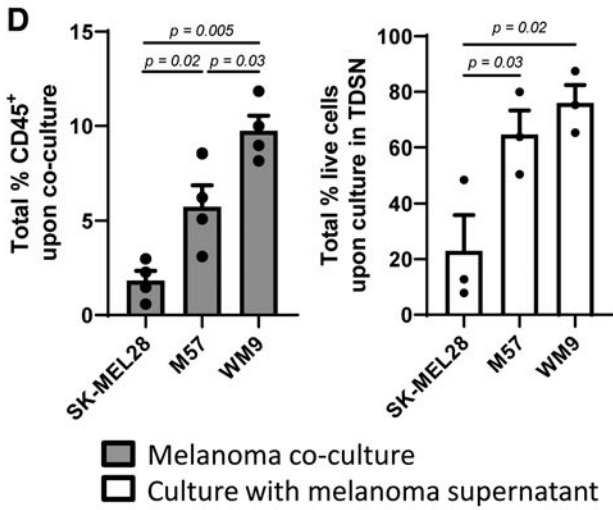 D
Total % CD45+
upon co-culture
15
10
5
0
p = 0.005
p = 0.02
p = 0.03
SK-MEL28
M57
WM9
Total % live cells
upon culture in TDSN
100
80
60
40
20
0
p = 0.02
p = 0.03
SK-MEL28
M57
WM9
Melanoma co-culture
Culture with melanoma supernatant